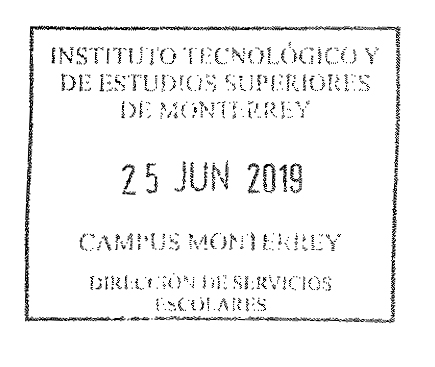 INSTITUTO TECNOLÓGICO Y
DE ESTUDIOS SUPERIORES
DE MONTERREY
25 JUN 2019
CAMPUS MONTERREY
DIRECCIÓN DE SERVICIOS
ESCOLARES